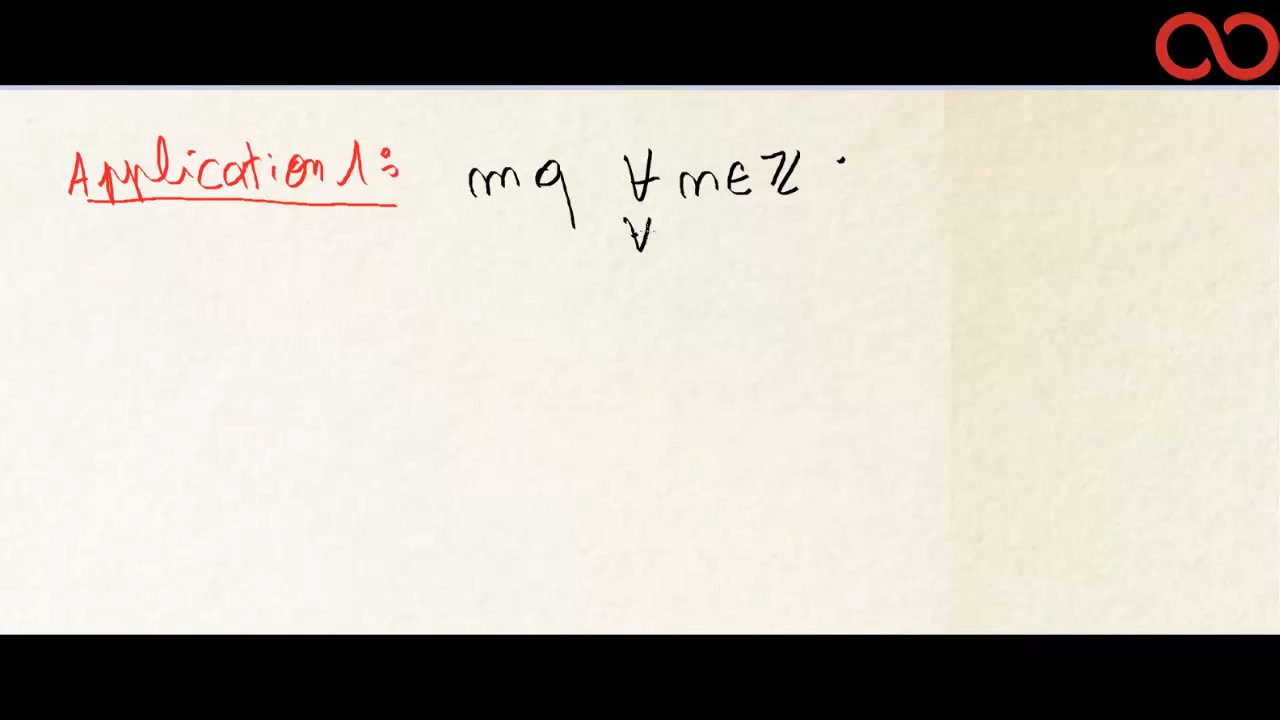 Application 1: mq ∀ n ∈ ℤ .
∀